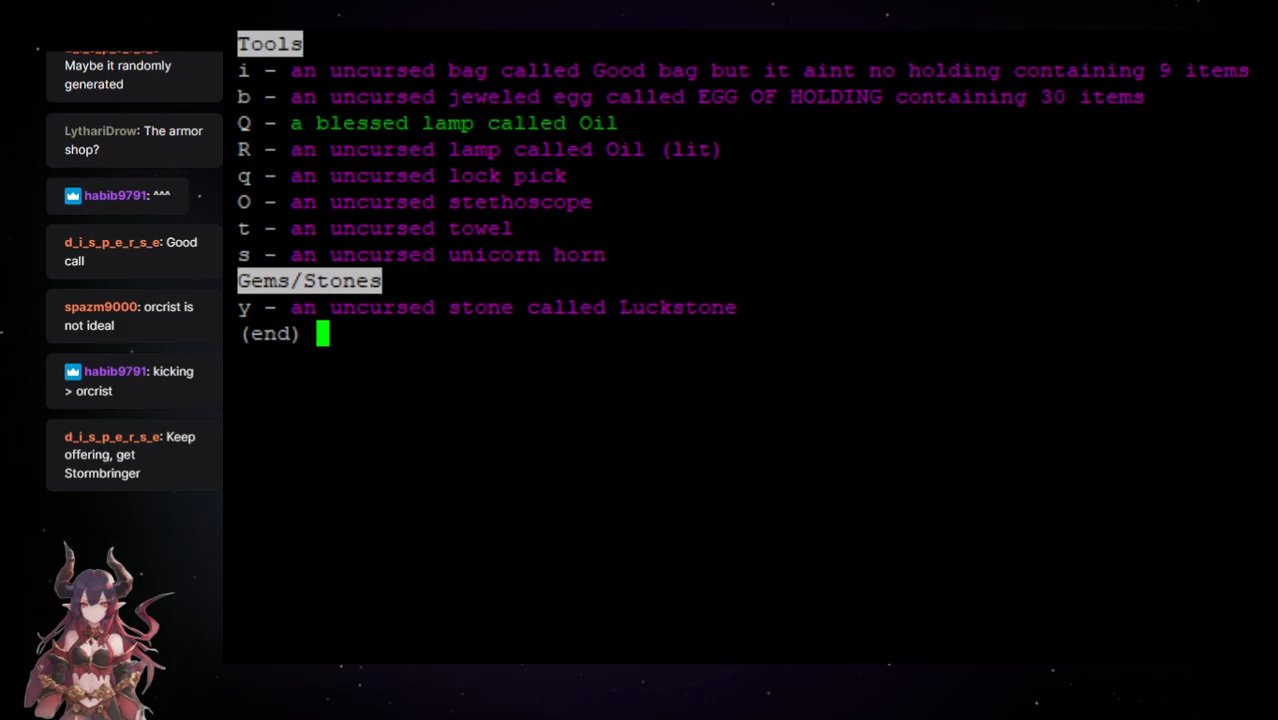 Maybe it randomly
generated
LythariDrow: The armor
shop?
habib9791: ^^^
d_i_s_p_e_r_s_e: Good
call
spazm9000: orcrist is
not ideal
habib9791: kicking
> orcrist
d_i_s_p_e_r_s_e: Keep
offering, get
Stormbringer
Tools
i - an uncursed bag called Good bag but it aint no holding containing 9 items
b - an uncursed jeweled egg called EGG OF HOLDING containing 30 items
Q - a blessed lamp called Oil
R - an uncursed lamp called Oil (lit)
q - an uncursed lock pick
O - an uncursed stethoscope
t - an uncursed towel
s - an uncursed unicorn horn
Gems/Stones
y - an uncursed stone called Luckstone
(end)